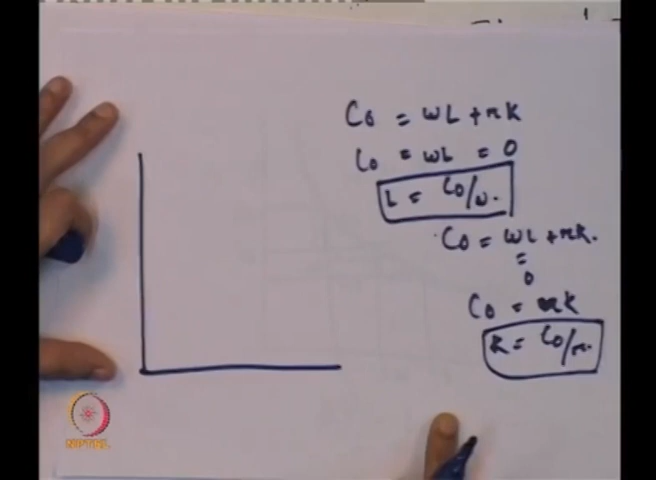 C0 = wL + rK
C0 = wL = 0
L = C0/w.
C0 = wL + rK.
=
0
C0 = rK
K = C0/r.
NPTEL